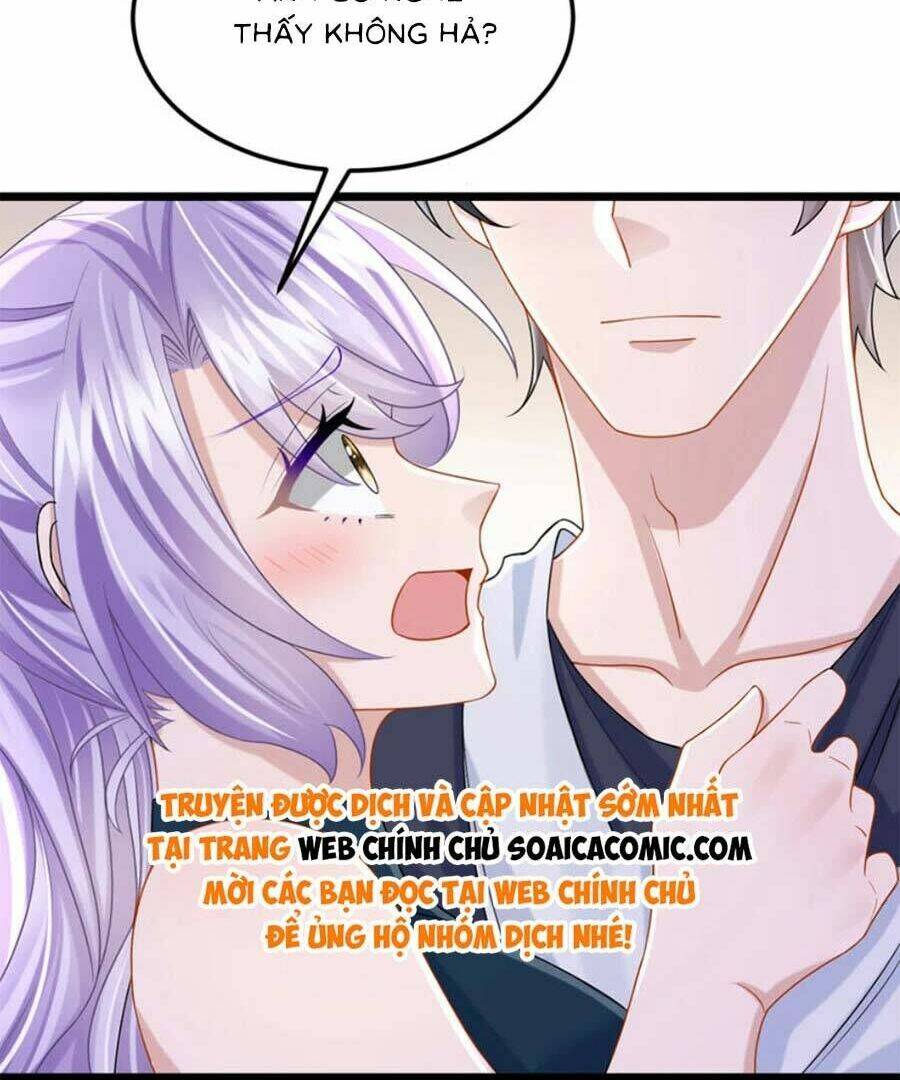 THẤY KHÔNG HẢ?
TRUYỆN ĐƯỢC DỊCH VÀ CẬP NHẬT SỚM NHẤT
TẠI TRANG WEB CHÍNH CHỦ SOAICACOMIC.COM
MỜI CÁC BẠN ĐỌC TẠI WEB CHÍNH CHỦ
ĐỂ ỦNG HỘ NHÓM DỊCH NHÉ!